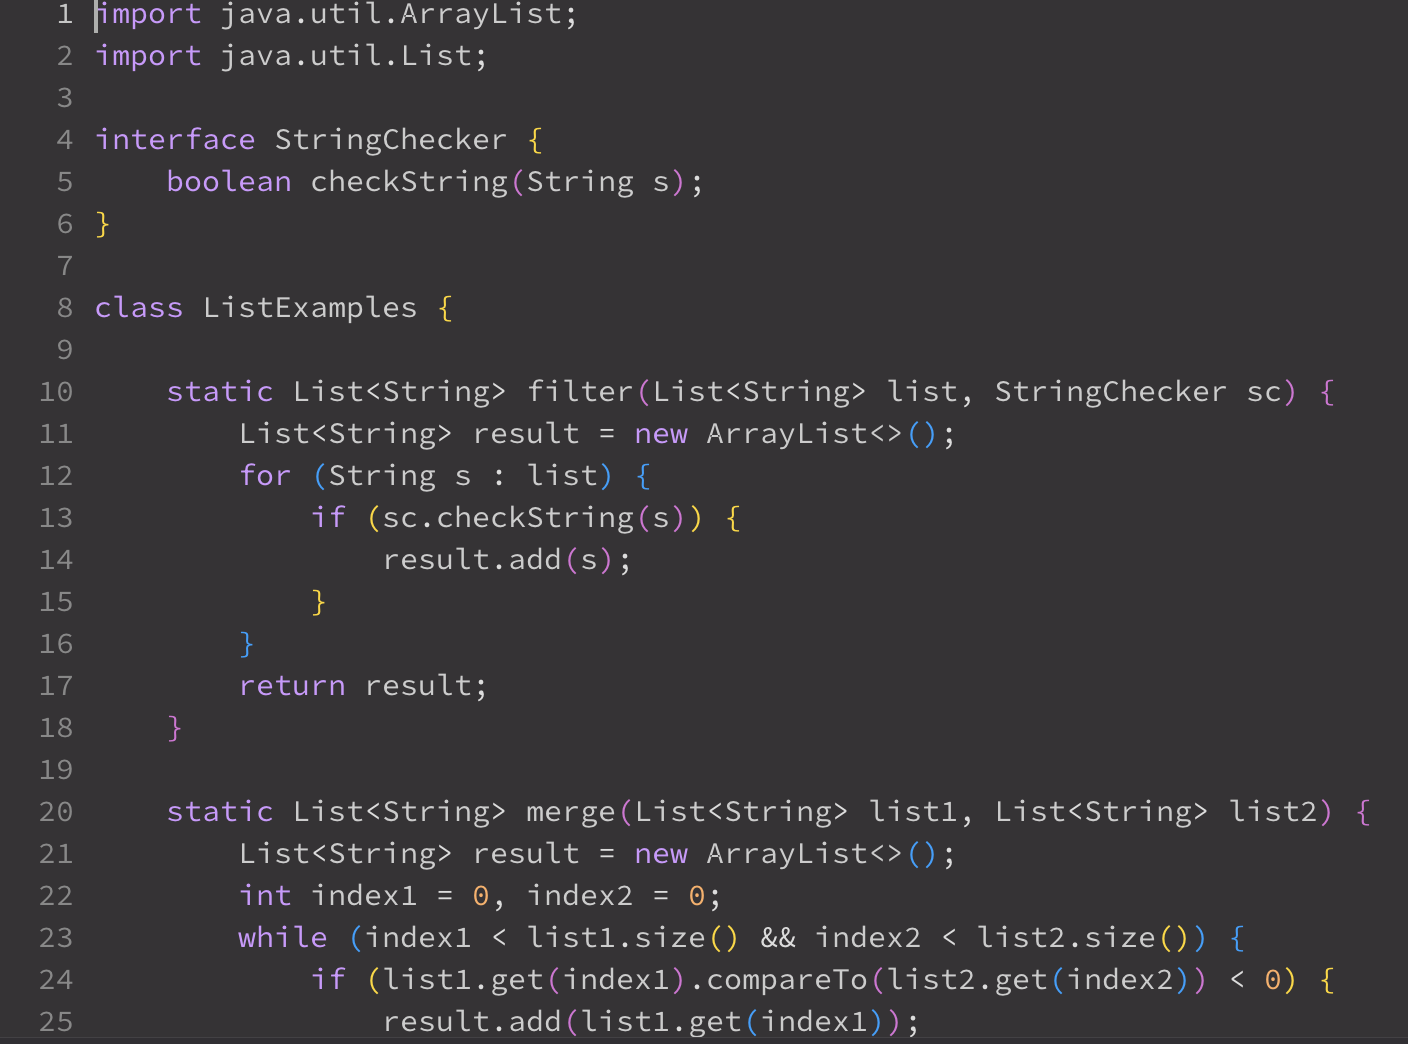 1 import java.util.ArrayList;
2 import java.util.List;
3
4 interface StringChecker {
5     boolean checkString(String s);
6 }
7
8 class ListExamples {
9
10     static List<String> filter(List<String> list, StringChecker sc) {
11         List<String> result = new ArrayList<>();
12         for (String s : list) {
13             if (sc.checkString(s)) {
14                 result.add(s);
15             }
16         }
17         return result;
18     }
19
20     static List<String> merge(List<String> list1, List<String> list2) {
21         List<String> result = new ArrayList<>();
22         int index1 = 0, index2 = 0;
23         while (index1 < list1.size() && index2 < list2.size()) {
24             if (list1.get(index1).compareTo(list2.get(index2)) < 0) {
25                 result.add(list1.get(index1));